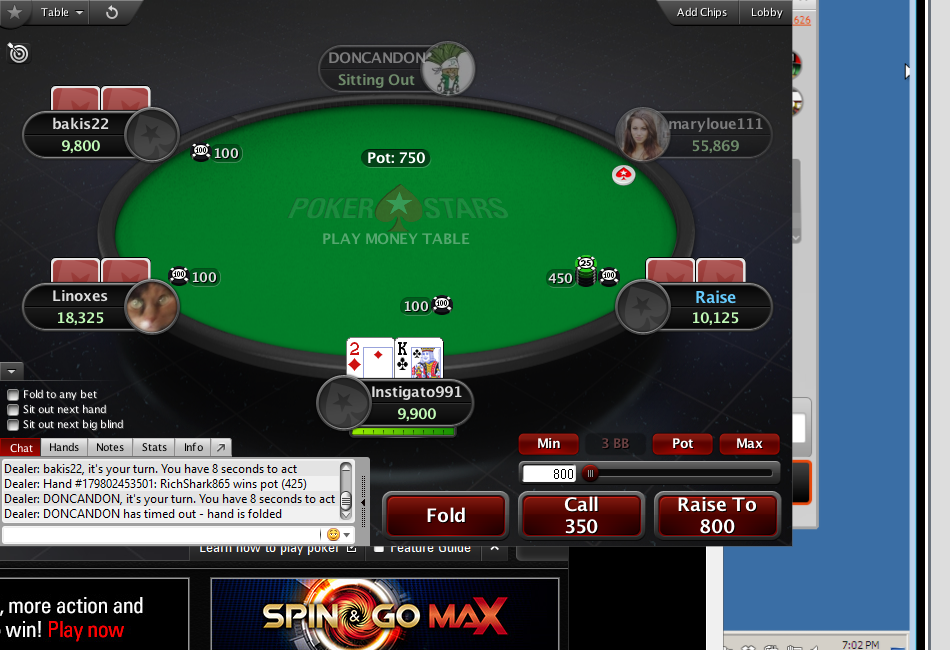 Table
Add Chips
Lobby
626
DONCANDON
Sitting Out
bakis22
9,800
maryloue111
55,869
100
Pot: 750
POKER STARS
PLAY MONEY TABLE
Linoxes
18,325
100
450
25
100
Raise
10,125
100
2
K
Instigato991
9,900
Fold to any bet
Sit out next hand
Sit out next big blind
Min
3 BB
Pot
Max
Chat
Hands
Notes
Stats
Info
800
Dealer: bakis22, it's your turn. You have 8 seconds to act
Dealer: Hand #179802453501: RichShark865 wins pot (425)
Dealer: DONCANDON, it's your turn. You have 8 seconds to act
Dealer: DONCANDON has timed out - hand is folded
Fold
Call
350
Raise To
800
Learn how to play poker
Feature Guide
, more action and
win! Play now
SPIN & GO MAX
7:02 PM